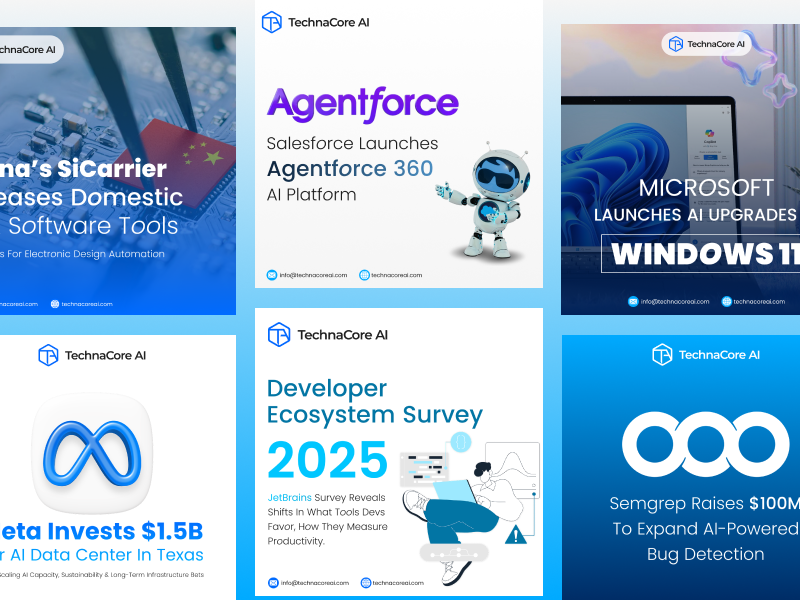 chnaCore AI
na's SiCarrier
eases Domestic
Software Tools
s For Electronic Design Automation
.com
technacoreai.com
TechnaCore AI
Agentforce
Salesforce Launches
Agentforce 360
AI Platform
info@technacoreai.com
technacoreai.com
TechnaCore AI
MICROSOFT
LAUNCHES AI UPGRADES
WINDOWS 11
info@technacoreai.com
technacoreai.com
TechnaCore AI
eta Invests $1.5B
r AI Data Center In Texas
Scaling AI Capacity, Sustainability & Long-Term Infrastructure Bets
TechnaCore AI
Developer
Ecosystem Survey
2025
JetBrains Survey Reveals
Shifts In What Tools Devs
Favor, How They Measure
Productivity.
info@technacoreai.com
technacoreai.com
TechnaCore AI
Semgrep Raises $100M
To Expand AI-Powered
Bug Detection